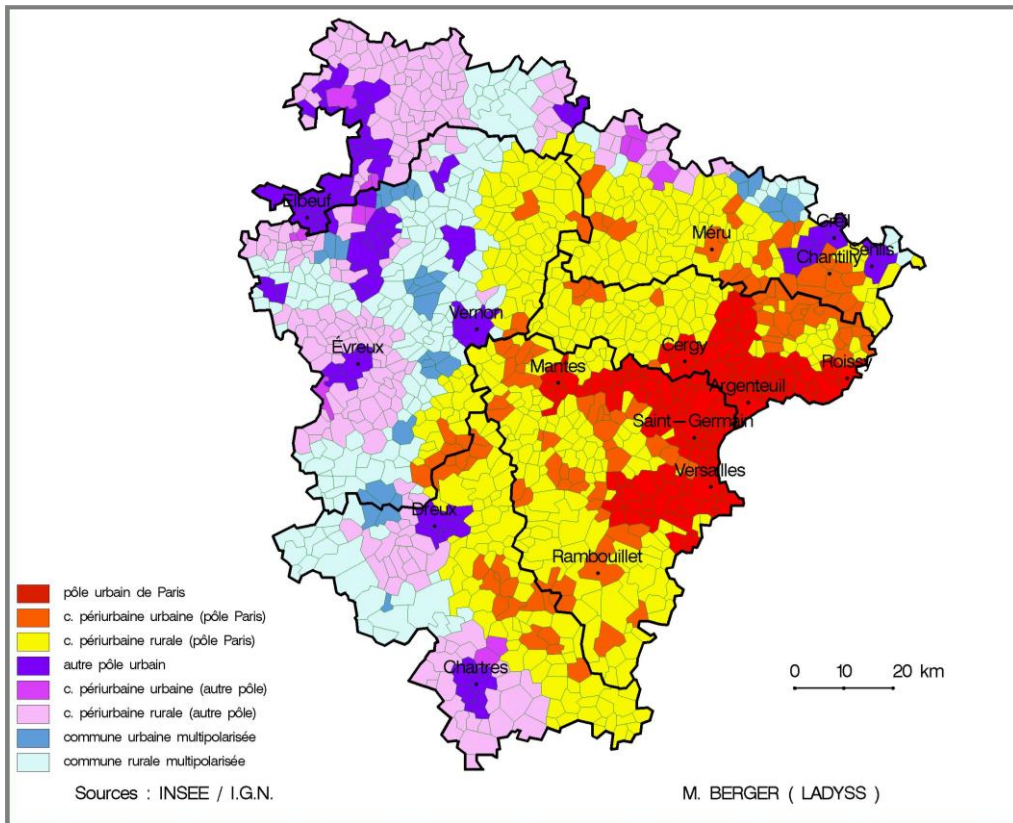 Elbeuf
Méru
Creil
Senlis
Chantilly
Vernon
Cergy
Évreux
Roissy
Mantes
Argenteuil
Saint-Germain
Versailles
Dreux
Rambouillet
Chartres
pôle urbain de Paris
c. périurbaine urbaine (pôle Paris)
c. périurbaine rurale (pôle Paris)
autre pôle urbain
c. périurbaine urbaine (autre pôle)
c. périurbaine rurale (autre pôle)
commune urbaine multipolarisée
commune rurale multipolarisée
0 10 20 km
Sources : INSEE / I.G.N. M. BERGER ( LADYSS )